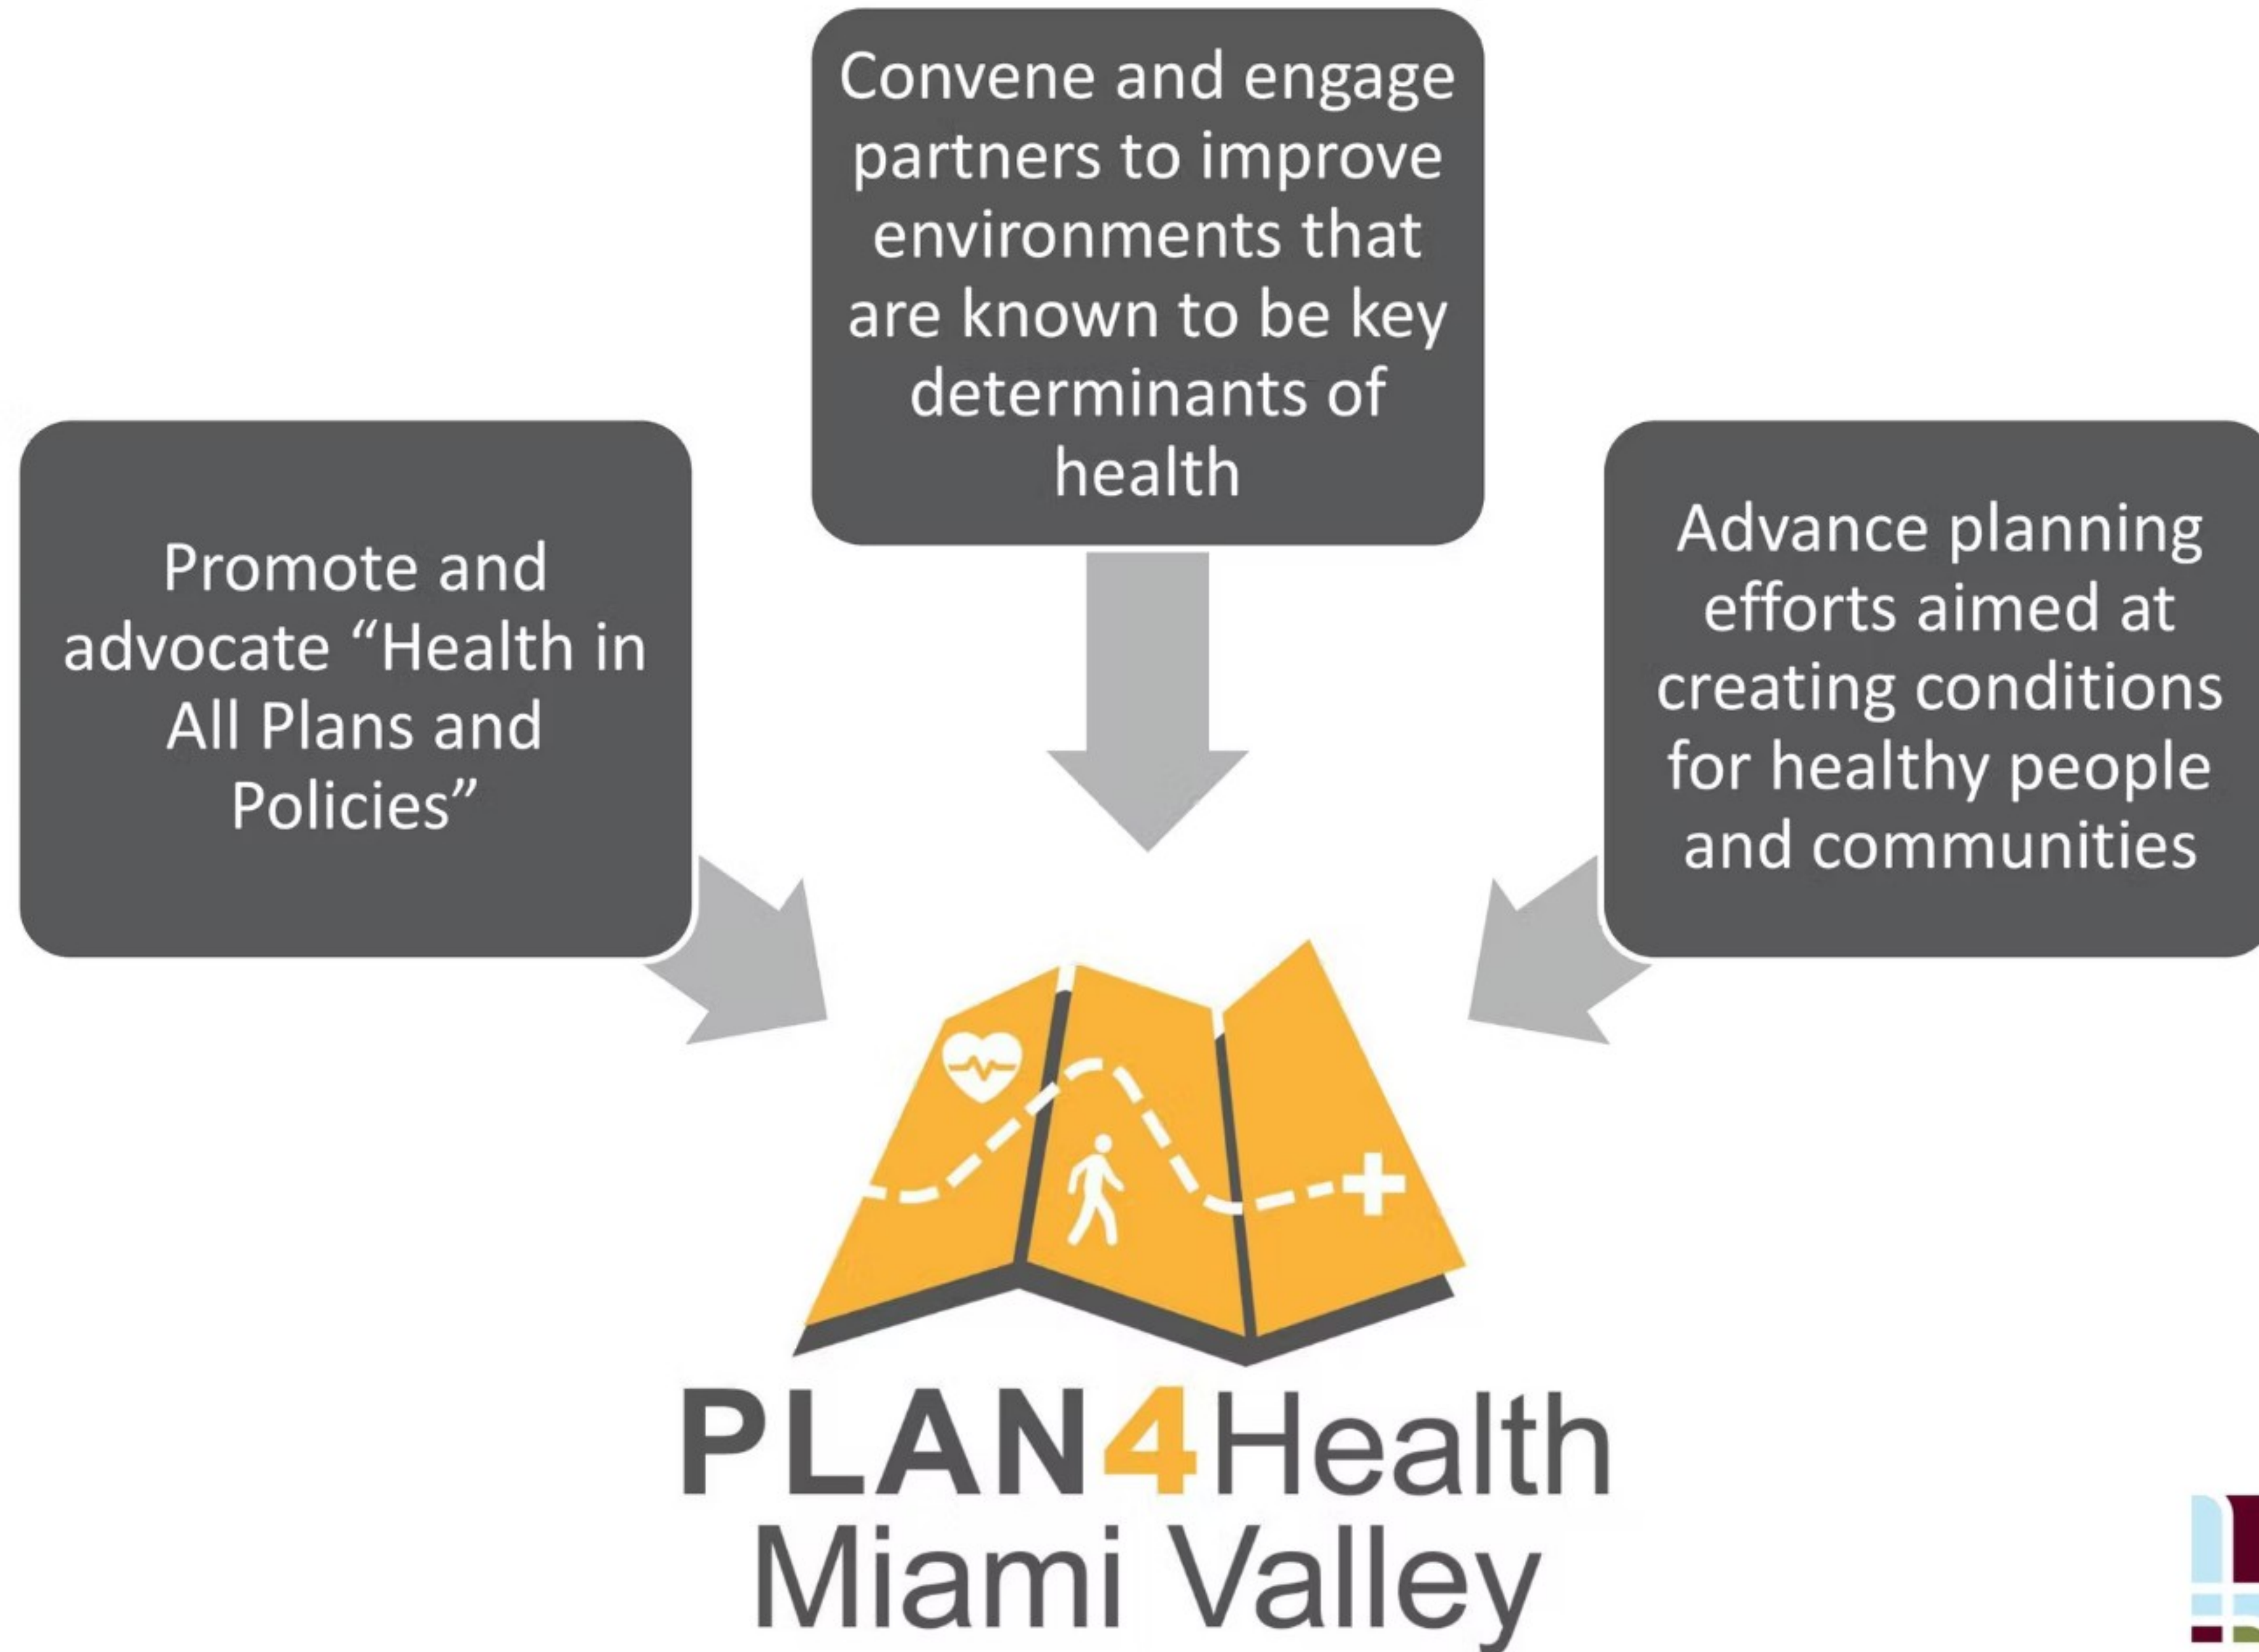 Convene and engage
partners to improve
environments that
are known to be key
determinants of
health
Promote and
advocate “Health in
All Plans and
Policies”
Advance planning
efforts aimed at
creating conditions
for healthy people
and communities
PLAN4Health
Miami Valley